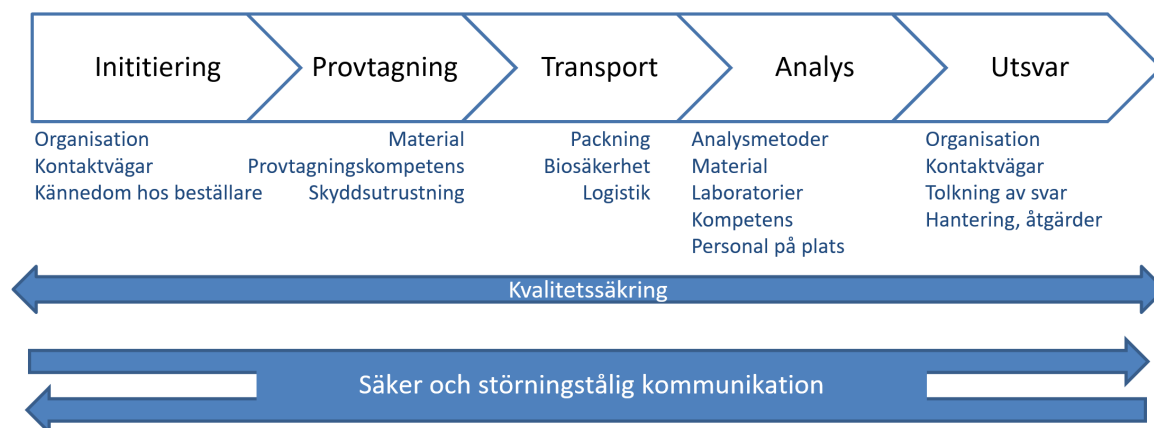 Inititiering
Provtagning
Transport
Analys
Utsvar
Organisation
Kontaktvägar
Kännedom hos beställare
Material
Provtagningskompetens
Skyddsutrustning
Packning
Biosäkerhet
Logistik
Analysmetoder
Material
Laboratorier
Kompetens
Personal på plats
Organisation
Kontaktvägar
Tolkning av svar
Hantering, åtgärder
Kvalitetssäkring
Säker och störningstålig kommunikation